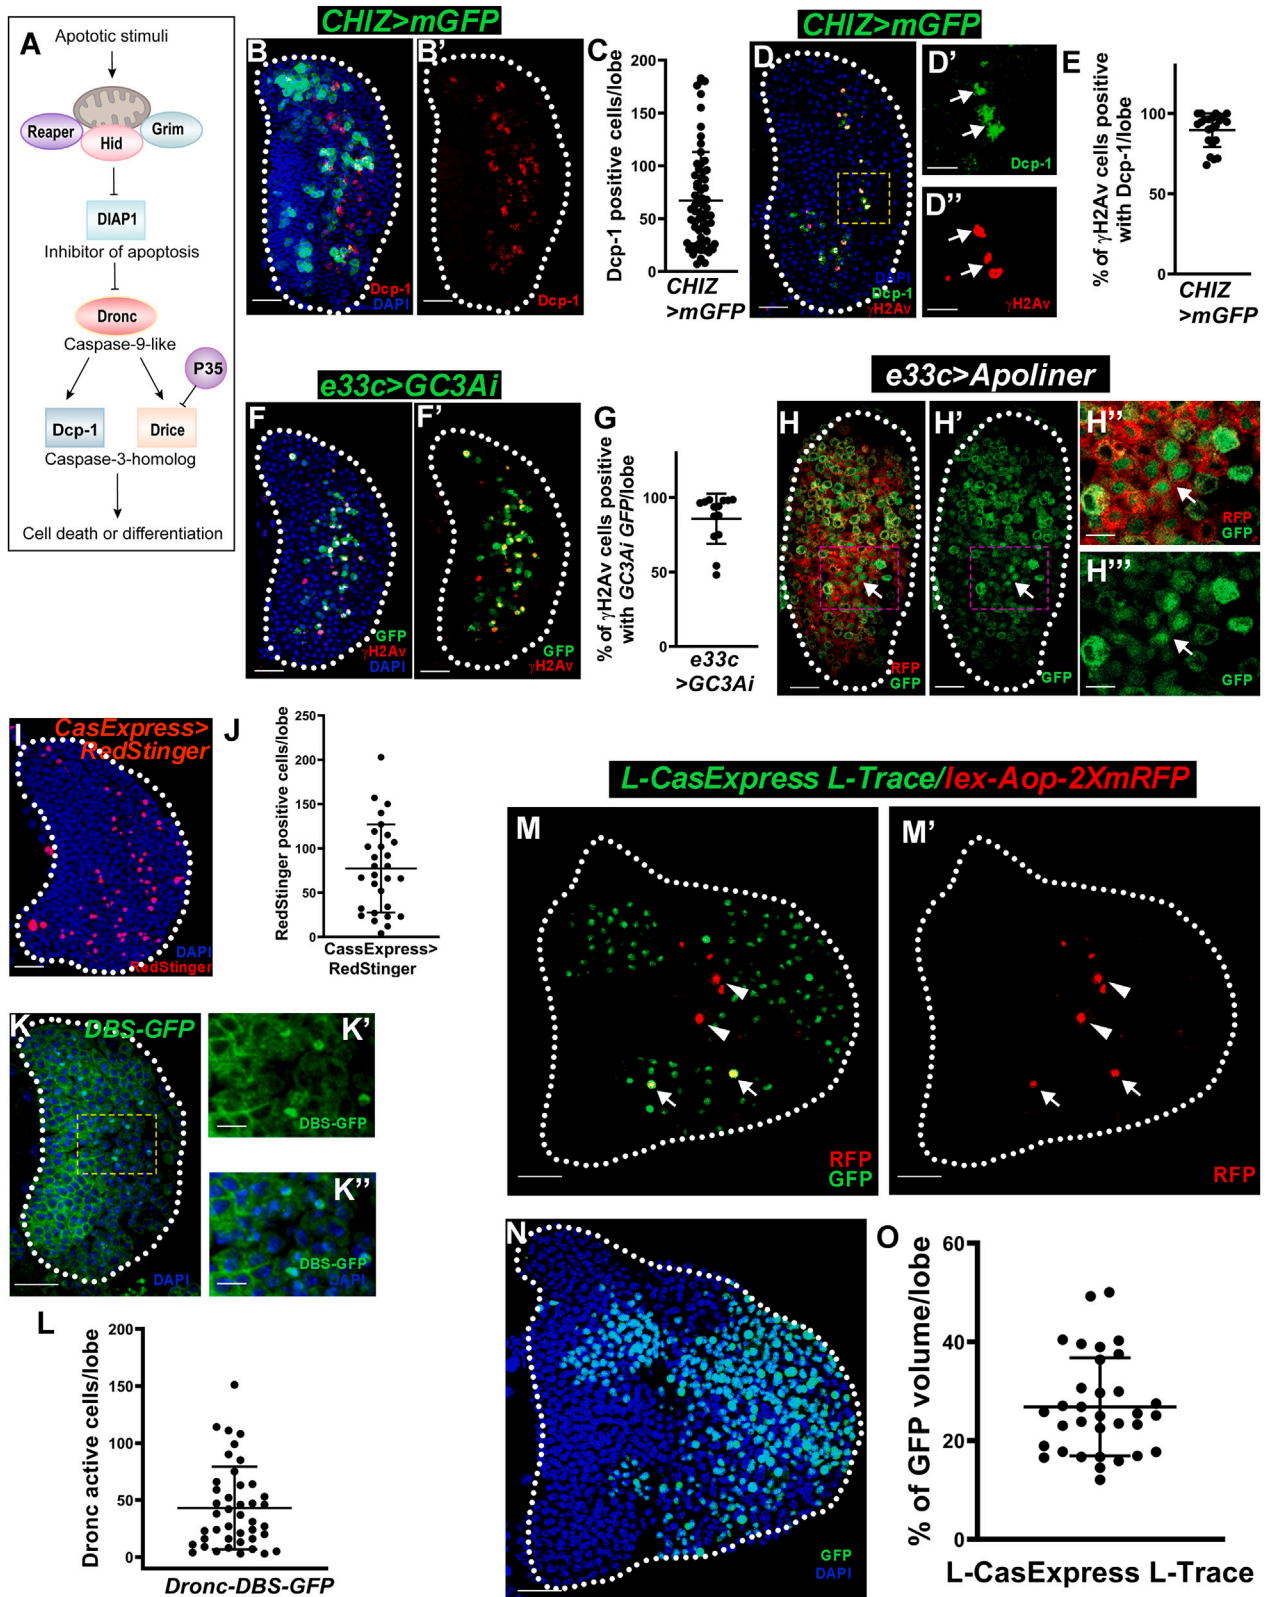 A
Apototic stimuli
Reaper
Hid
Grim
DIAP1
Inhibitor of apoptosis
Dronc
Caspase-9-like
P35
Dcp-1
Drice
Caspase-3-homolog
Cell death or differentiation
CHIZ>mGFP
B
Dcp-1
DAPI
B’
Dcp-1
C
Dcp-1 positive cells/lobe
200
150
100
50
0
CHIZ
>mGFP
CHIZ>mGFP
D
DAPI
Dcp-1
γH2Av
D’
Dcp-1
D’’
γH2Av
E
% of γH2Av cells positive
with Dcp-1/lobe
100
50
0
CHIZ
>mGFP
e33c>GC3Ai
F
GFP
γH2Av
DAPI
F’
GFP
γH2Av
G
% of γH2Av cells positive
with GC3Ai GFP/lobe
100
50
0
e33c
>GC3Ai
e33c>Apoliner
H
RFP
GFP
H’
GFP
H’’
RFP
GFP
H’’’
GFP
I
CasExpress>
RedStinger
DAPI
RedStinger
J
RedStinger positive cells/lobe
250
200
150
100
50
0
CassExpress>
RedStinger
K
DBS-GFP
DAPI
K’
DBS-GFP
K’’
DBS-GFP
DAPI
L
Dronc active cells/lobe
200
150
100
50
0
Dronc-DBS-GFP
L-CasExpress L-Trace/lex-Aop-2XmRFP
M
RFP
GFP
M’
RFP
N
GFP
DAPI
O
% of GFP volume/lobe
60
40
20
0
L-CasExpress L-Trace